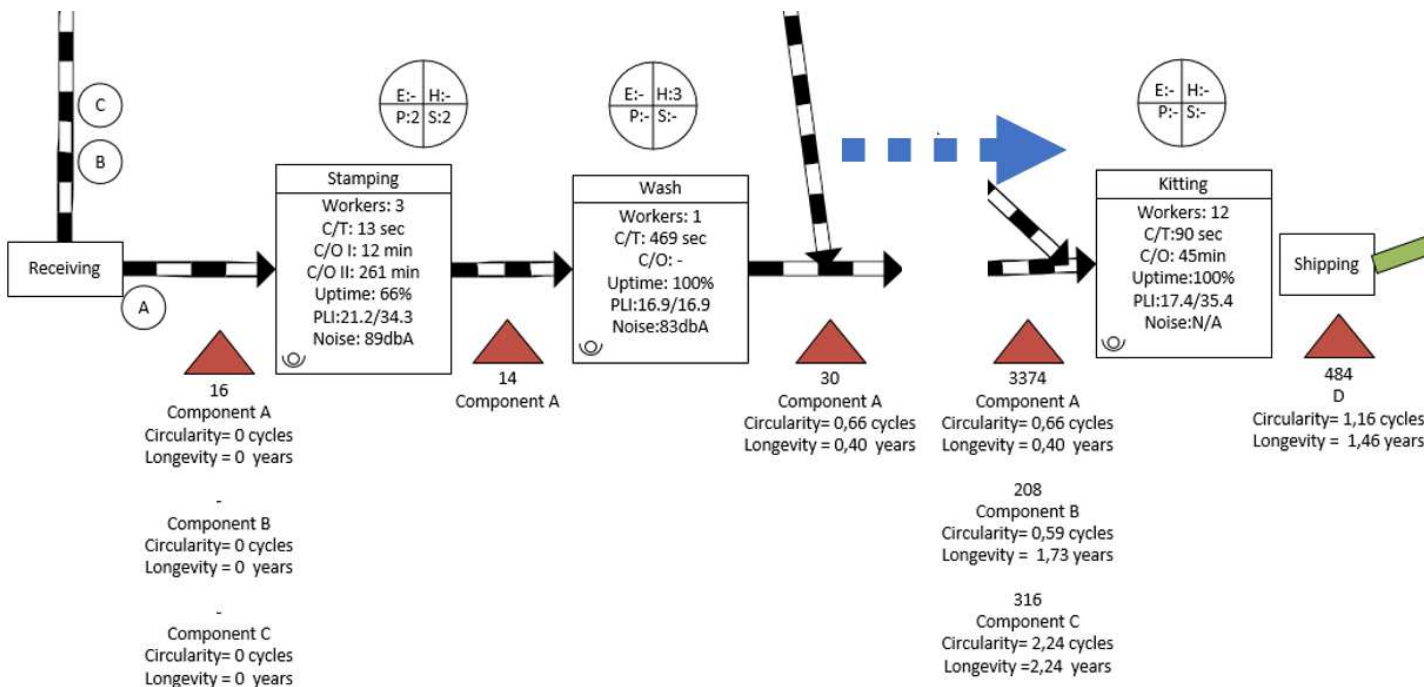 C
B
Receiving
A
16
Component A
Circularity= 0 cycles
Longevity = 0 years
-
Component B
Circularity= 0 cycles
Longevity = 0 years
-
Component C
Circularity= 0 cycles
Longevity = 0 years
E:- H:-
P:2 S:2
Stamping
Workers: 3
C/T: 13 sec
C/O I: 12 min
C/O II: 261 min
Uptime: 66%
PLI:21.2/34.3
Noise: 89dbA
14
Component A
E:- H:3
P:- S:-
Wash
Workers: 1
C/T: 469 sec
C/O: -
Uptime: 100%
PLI:16.9/16.9
Noise:83dbA
30
Component A
Circularity= 0,66 cycles
Longevity = 0,40 years
3374
Component A
Circularity= 0,66 cycles
Longevity = 0,40 years
208
Component B
Circularity= 0,59 cycles
Longevity = 1,73 years
316
Component C
Circularity= 2,24 cycles
Longevity =2,24 years
E:- H:-
P:- S:-
Kitting
Workers: 12
C/T:90 sec
C/O: 45min
Uptime:100%
PLI:17.4/35.4
Noise:N/A
Shipping
484
D
Circularity= 1,16 cycles
Longevity = 1,46 years